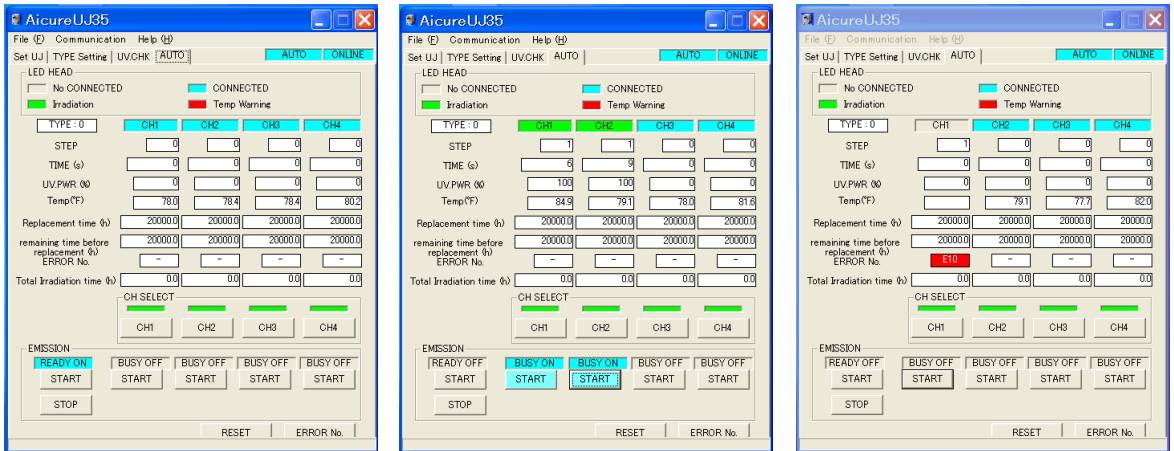 AicureUJ35
File (F) Communication Help (H)
Set UJ TYPE Setting UV.CHK AUTO AUTO ONLINE
LED HEAD
No CONNECTED CONNECTED
Irradiation Temp Warning
TYPE : 0 CH1 CH2 CH3 CH4
STEP 0 0 0 0
TIME (s) 0 0 0 0
UV.PWR (%) 0 0 0 0
Temp(°F) 78.0 78.4 78.4 80.2
Replacement time (h) 20000.0 20000.0 20000.0 20000.0
remaining time before 20000.0 20000.0 20000.0 20000.0
replacement (h)
ERROR No. - - - -
Total Irradiation time (h) 0.0 0.0 0.0 0.0
CH SELECT
CH1 CH2 CH3 CH4
EMISSION
READY ON BUSY OFF BUSY OFF BUSY OFF BUSY OFF
START START START START START
STOP
RESET ERROR No.
AicureUJ35
File (F) Communication Help (H)
Set UJ TYPE Setting UV.CHK AUTO AUTO ONLINE
LED HEAD
No CONNECTED CONNECTED
Irradiation Temp Warning
TYPE : 0 CH1 CH2 CH3 CH4
STEP 1 1 0 0
TIME (s) 6 9 0 0
UV.PWR (%) 100 100 0 0
Temp(°F) 84.9 79.1 78.0 81.6
Replacement time (h) 20000.0 20000.0 20000.0 20000.0
remaining time before 20000.0 20000.0 20000.0 20000.0
replacement (h)
ERROR No. - - - -
Total Irradiation time (h) 0.0 0.0 0.0 0.0
CH SELECT
CH1 CH2 CH3 CH4
EMISSION
READY OFF BUSY ON BUSY ON BUSY OFF BUSY OFF
START START START START START
STOP
RESET ERROR No.
AicureUJ35
File (F) Communication Help (H)
Set UJ TYPE Setting UV.CHK AUTO AUTO ONLINE
LED HEAD
No CONNECTED CONNECTED
Irradiation Temp Warning
TYPE : 0 CH1 CH2 CH3 CH4
STEP 1 0 0 0
TIME (s) 0 0 0 0
UV.PWR (%) 0 0 0 0
Temp(°F) 79.1 77.7 82.0
Replacement time (h) 20000.0 20000.0 20000.0 20000.0
remaining time before 20000.0 20000.0 20000.0 20000.0
replacement (h)
ERROR No. E10 - - -
Total Irradiation time (h) 0.0 0.0 0.0 0.0
CH SELECT
CH1 CH2 CH3 CH4
EMISSION
READY OFF BUSY OFF BUSY OFF BUSY OFF BUSY OFF
START START START START START
STOP
RESET ERROR No.